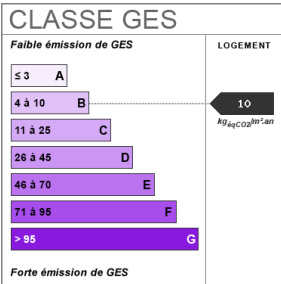 CLASSE GES
Faible émission de GES
LOGEMENT
≤ 3 A
4 à 10 B
10
kgéqCO2/m².an
11 à 25 C
26 à 45 D
46 à 70 E
71 à 95 F
> 95 G
Forte émission de GES